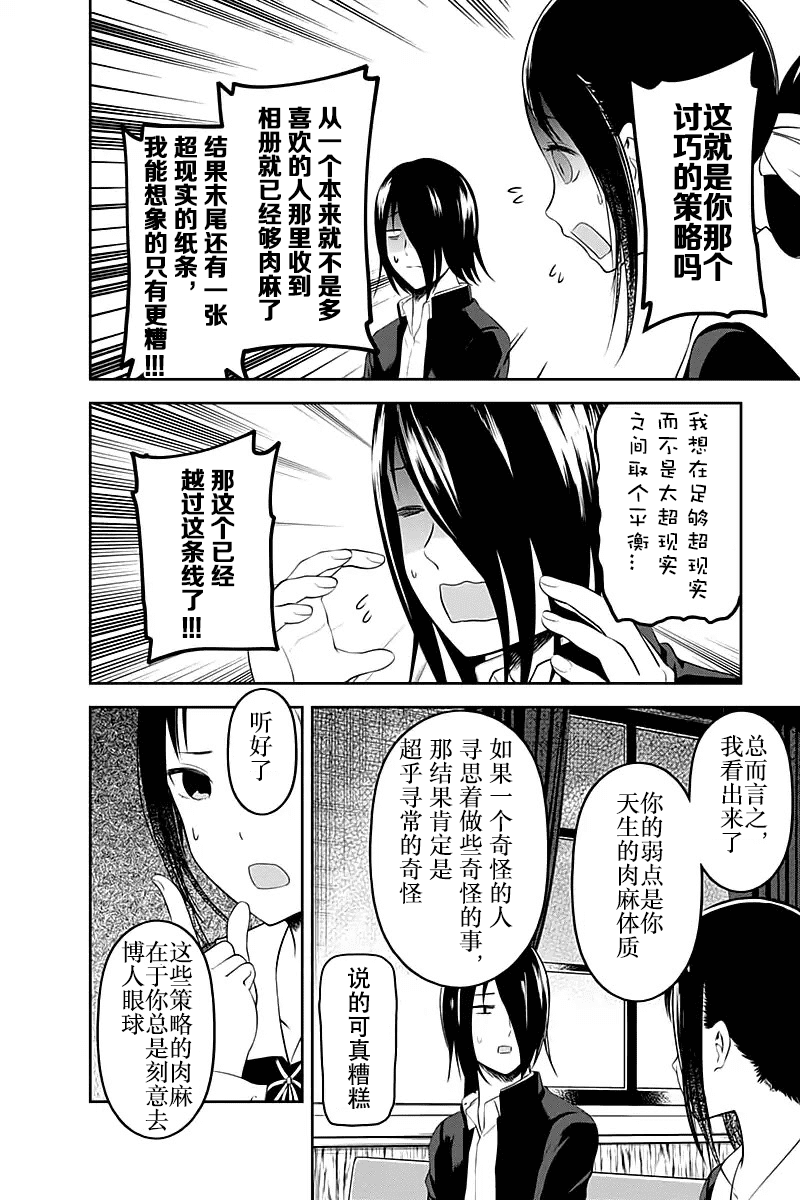 这就是你那个
讨巧的策略吗
从一个本来就不是多
喜欢的人那里收到
相册就已经够肉麻了
结果末尾还有一张
超现实的纸条，
我能想象的只有更糟!!!
我想在足够超现实
而不是太超现实
之间取个平衡…
那这个已经
越过这条线了!!!
总而言之，
我看出来了
你的弱点是你
天生的肉麻体质
如果一个奇怪的人
寻思着做些奇怪的事，
那结果肯定是
超乎寻常的奇怪
说的可真糟糕
听好了
这些策略的肉麻
在于你总是刻意去
博人眼球